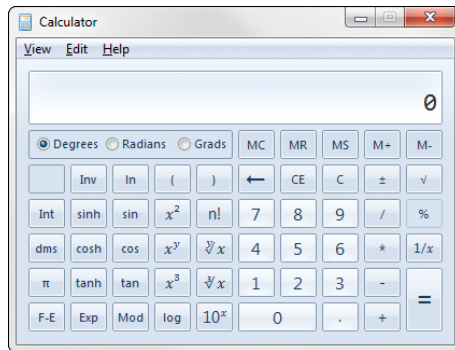 Calculator
View Edit Help
0
Degrees Radians Grads MC MR MS M+ M-
Inv In ( ) ← CE C ± √
Int sinh sin x² n! 7 8 9 / %
dms cosh cos xʸ ʸ√x 4 5 6 * 1/x
π tanh tan x³ ³√x 1 2 3 - =
F-E Exp Mod log 10ˣ 0 . +